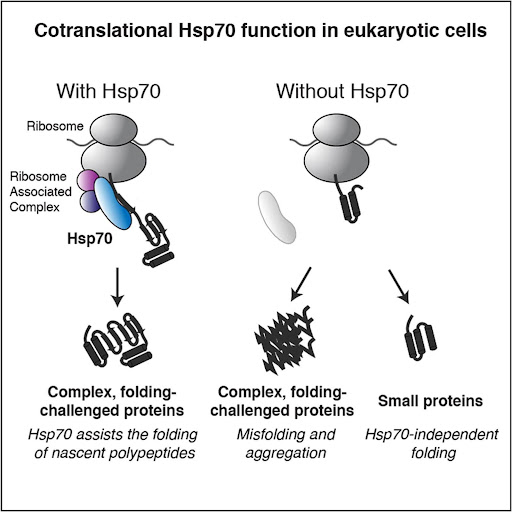 Cotranslational Hsp70 function in eukaryotic cells
With Hsp70
Without Hsp70
Ribosome
Ribosome
Associated
Complex
Hsp70
Complex, folding-
challenged proteins
Hsp70 assists the folding
of nascent polypeptides
Complex, folding-
challenged proteins
Misfolding and
aggregation
Small proteins
Hsp70-independent
folding